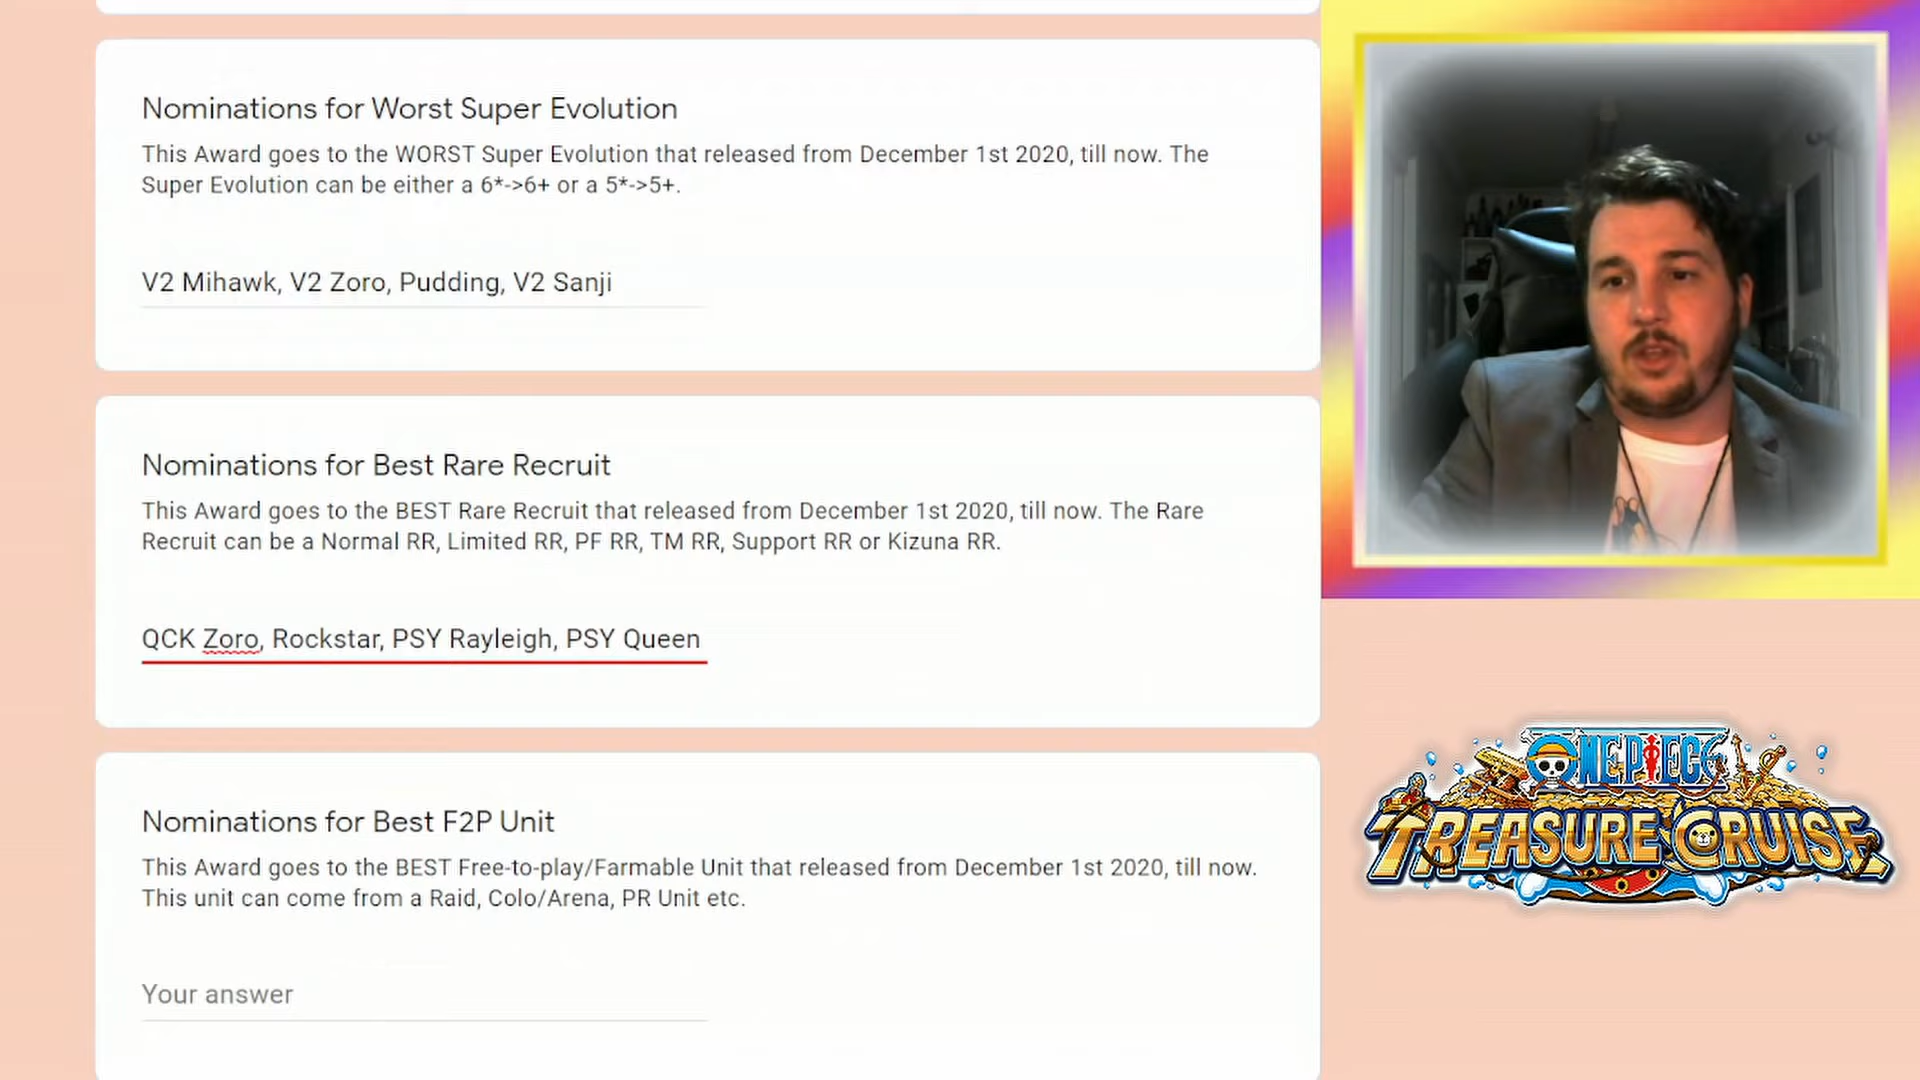 Nominations for Worst Super Evolution
This Award goes to the WORST Super Evolution that released from December 1st 2020, till now. The
Super Evolution can be either a 6*->6+ or a 5*->5+.
V2 Mihawk, V2 Zoro, Pudding, V2 Sanji
Nominations for Best Rare Recruit
This Award goes to the BEST Rare Recruit that released from December 1st 2020, till now. The Rare
Recruit can be a Normal RR, Limited RR, PF RR, TM RR, Support RR or Kizuna RR.
QCK Zoro, Rockstar, PSY Rayleigh, PSY Queen
Nominations for Best F2P Unit
This Award goes to the BEST Free-to-play/Farmable Unit that released from December 1st 2020, till now.
This unit can come from a Raid, Colo/Arena, PR Unit etc.
Your answer
ONE PIECE
TREASURE CRUISE